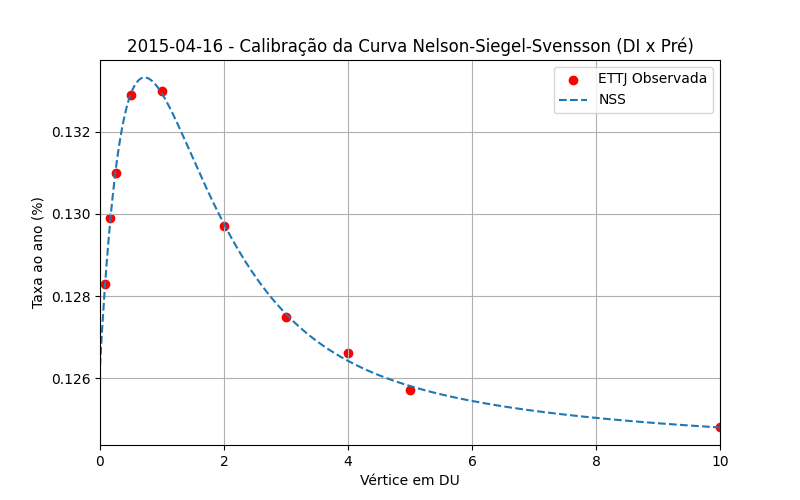 2015-04-16 - Calibração da Curva Nelson-Siegel-Svensson (DI x Pré)
ETTJ Observada
NSS
Taxa ao ano (%)
0.132
0.130
0.128
0.126
0 2 4 6 8 10
Vértice em DU